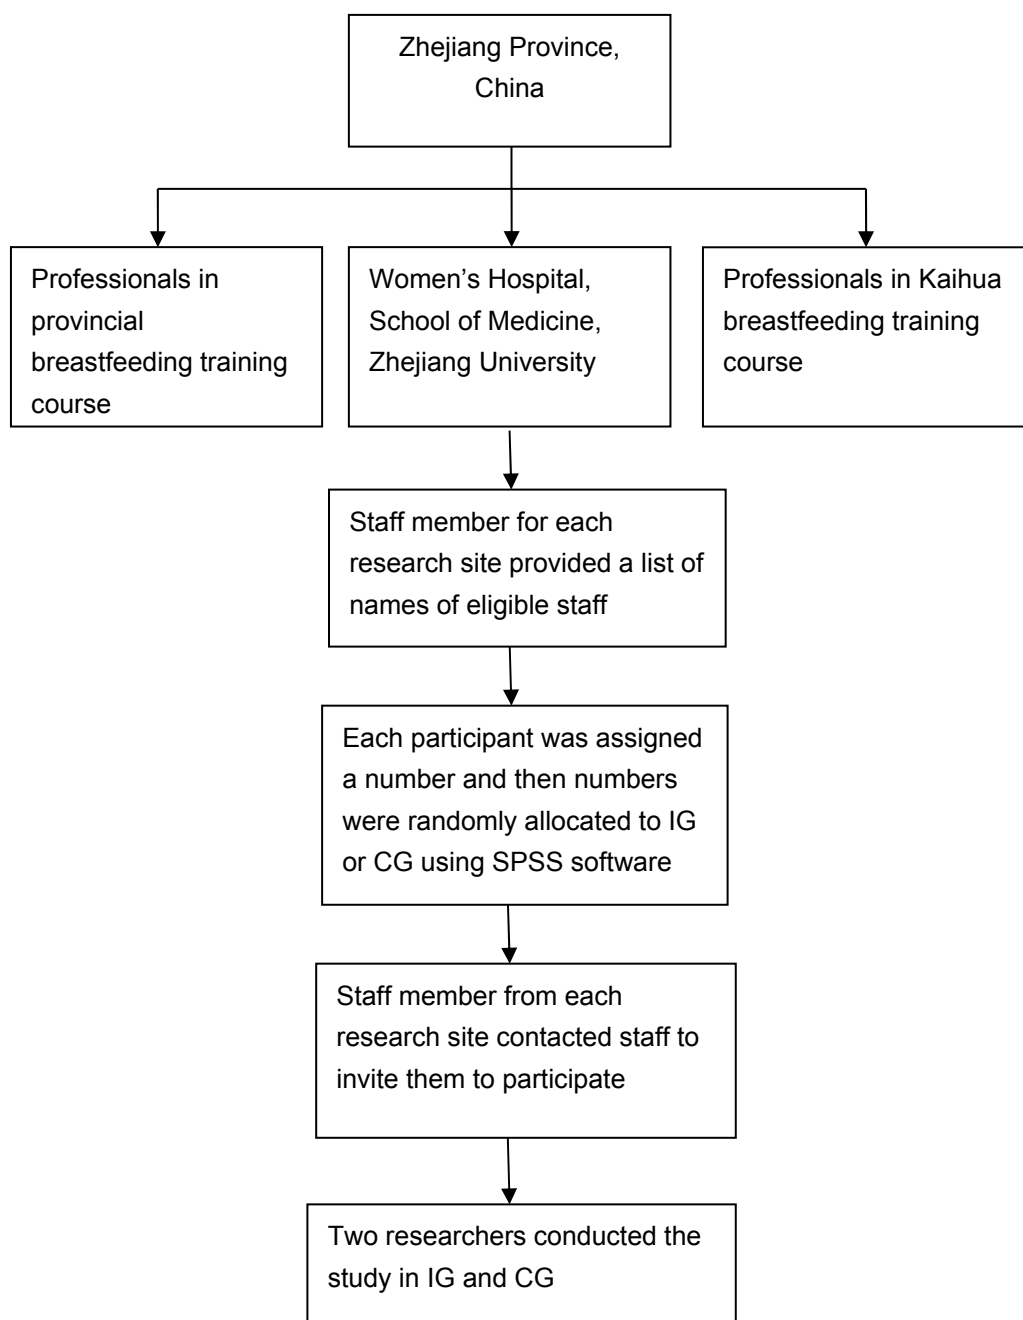 Zhejiang Province,
China
Professionals in
provincial
breastfeeding training
course
Women’s Hospital,
School of Medicine,
Zhejiang University
Professionals in Kaihua
breastfeeding training
course
Staff member for each
research site provided a list of
names of eligible staff
Each participant was assigned
a number and then numbers
were randomly allocated to IG
or CG using SPSS software
Staff member from each
research site contacted staff to
invite them to participate
Two researchers conducted the
study in IG and CG